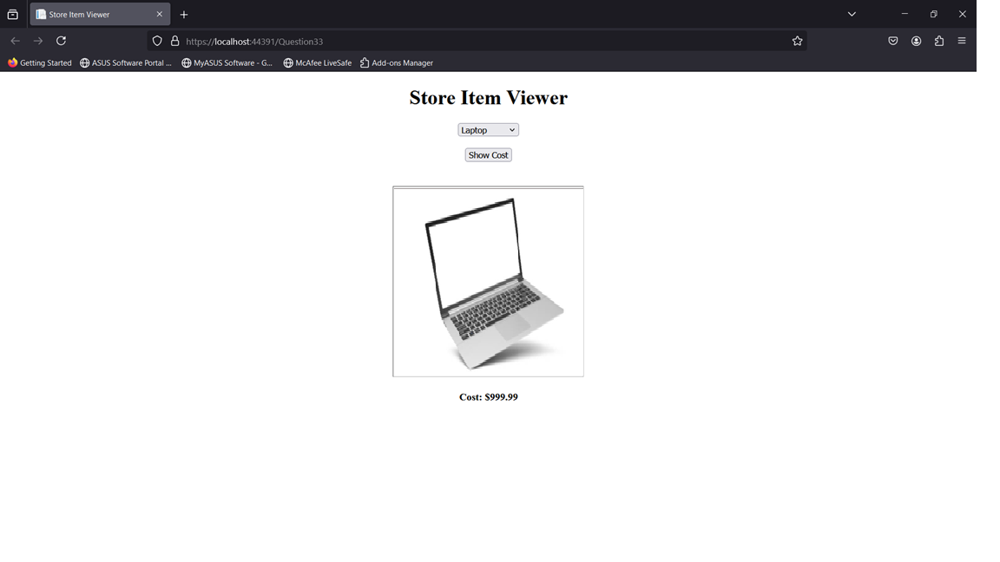 Store Item Viewer
https://localhost:44391/Question33
Getting Started ASUS Software Portal ... MyASUS Software - G... McAfee LiveSafe Add-ons Manager
Store Item Viewer
Laptop
Show Cost
Cost: $999.99